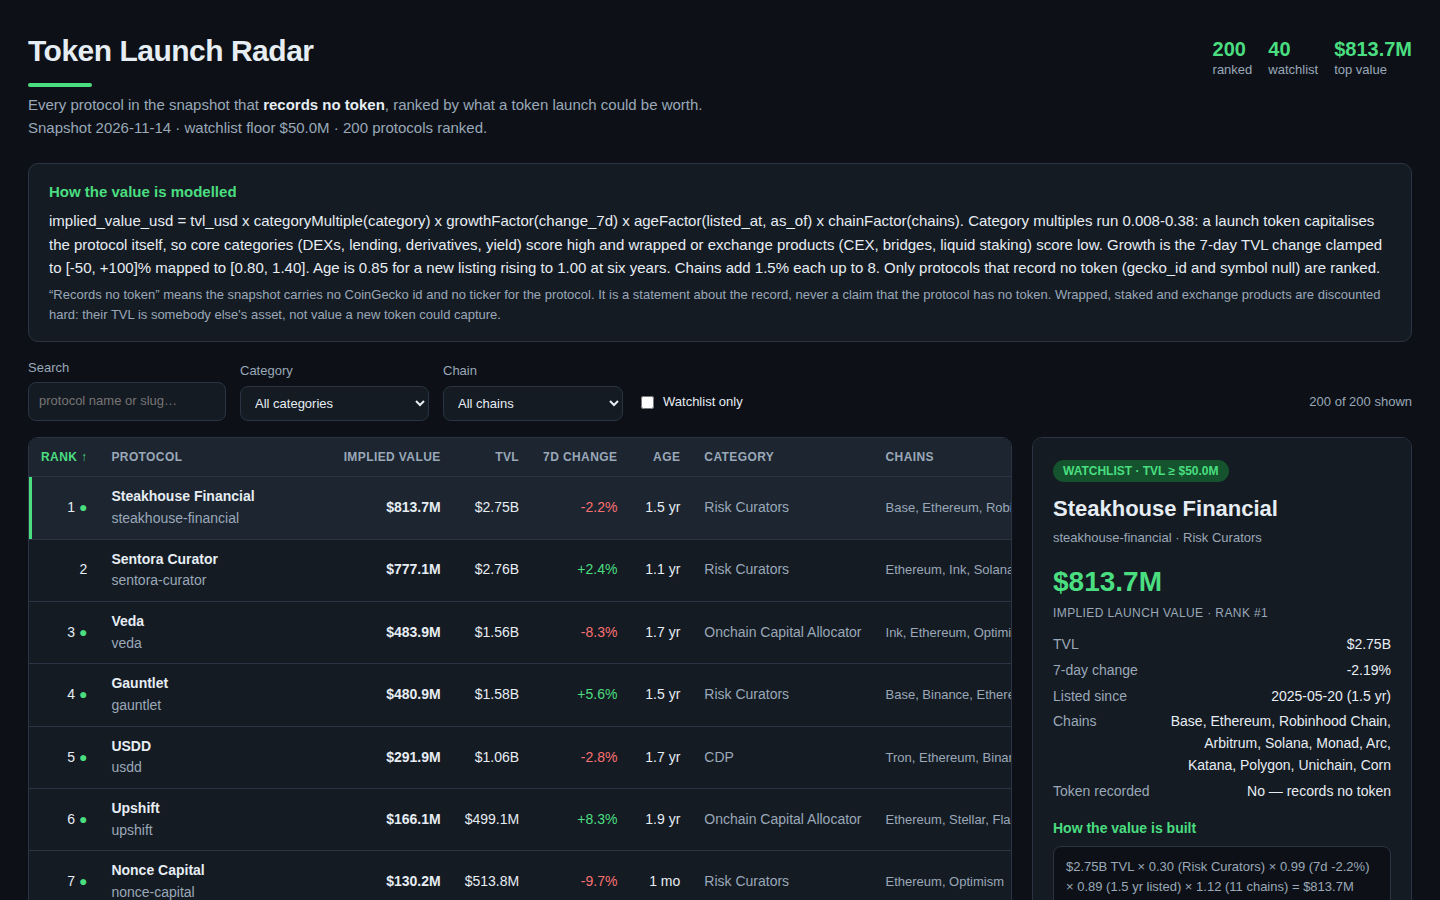 Token Launch Radar
200 40 $813.7M
ranked watchlist top value
Every protocol in the snapshot that records no token, ranked by what a token launch could be worth.
Snapshot 2026-11-14 · watchlist floor $50.0M · 200 protocols ranked.
How the value is modelled
implied_value_usd = tvl_usd x categoryMultiple(category) x growthFactor(change_7d) x ageFactor(listed_at, as_of) x chainFactor(chains). Category multiples run 0.008-0.38: a launch token capitalises
the protocol itself, so core categories (DEXs, lending, derivatives, yield) score high and wrapped or exchange products (CEX, bridges, liquid staking) score low. Growth is the 7-day TVL change clamped
to [-50, +100]% mapped to [0.80, 1.40]. Age is 0.85 for a new listing rising to 1.00 at six years. Chains add 1.5% each up to 8. Only protocols that record no token (gecko_id and symbol null) are ranked.
“Records no token” means the snapshot carries no CoinGecko id and no ticker for the protocol. It is a statement about the record, never a claim that the protocol has no token. Wrapped, staked and exchange products are discounted
hard: their TVL is somebody else's asset, not value a new token could capture.
Search Category Chain
protocol name or slug… All categories All chains Watchlist only 200 of 200 shown
RANK ↑ PROTOCOL IMPLIED VALUE TVL 7D CHANGE AGE CATEGORY CHAINS
1 ● Steakhouse Financial $813.7M $2.75B -2.2% 1.5 yr Risk Curators Base, Ethereum, Robi
steakhouse-financial
2 Sentora Curator $777.1M $2.76B +2.4% 1.1 yr Risk Curators Ethereum, Ink, Solana
sentora-curator
3 ● Veda $483.9M $1.56B -8.3% 1.7 yr Onchain Capital Allocator Ink, Ethereum, Optimi
veda
4 ● Gauntlet $480.9M $1.58B +5.6% 1.5 yr Risk Curators Base, Binance, Ethere
gauntlet
5 ● USDD $291.9M $1.06B -2.8% 1.7 yr CDP Tron, Ethereum, Binan
usdd
6 ● Upshift $166.1M $499.1M +8.3% 1.9 yr Onchain Capital Allocator Ethereum, Stellar, Fla
upshift
7 ● Nonce Capital $130.2M $513.8M -9.7% 1 mo Risk Curators Ethereum, Optimism
nonce-capital
WATCHLIST · TVL ≥ $50.0M
Steakhouse Financial
steakhouse-financial · Risk Curators
$813.7M
IMPLIED LAUNCH VALUE · RANK #1
TVL $2.75B
7-day change -2.19%
Listed since 2025-05-20 (1.5 yr)
Chains Base, Ethereum, Robinhood Chain,
Arbitrum, Solana, Monad, Arc,
Katana, Polygon, Unichain, Corn
Token recorded No — records no token
How the value is built
$2.75B TVL × 0.30 (Risk Curators) × 0.99 (7d -2.2%)
× 0.89 (1.5 yr listed) × 1.12 (11 chains) = $813.7M